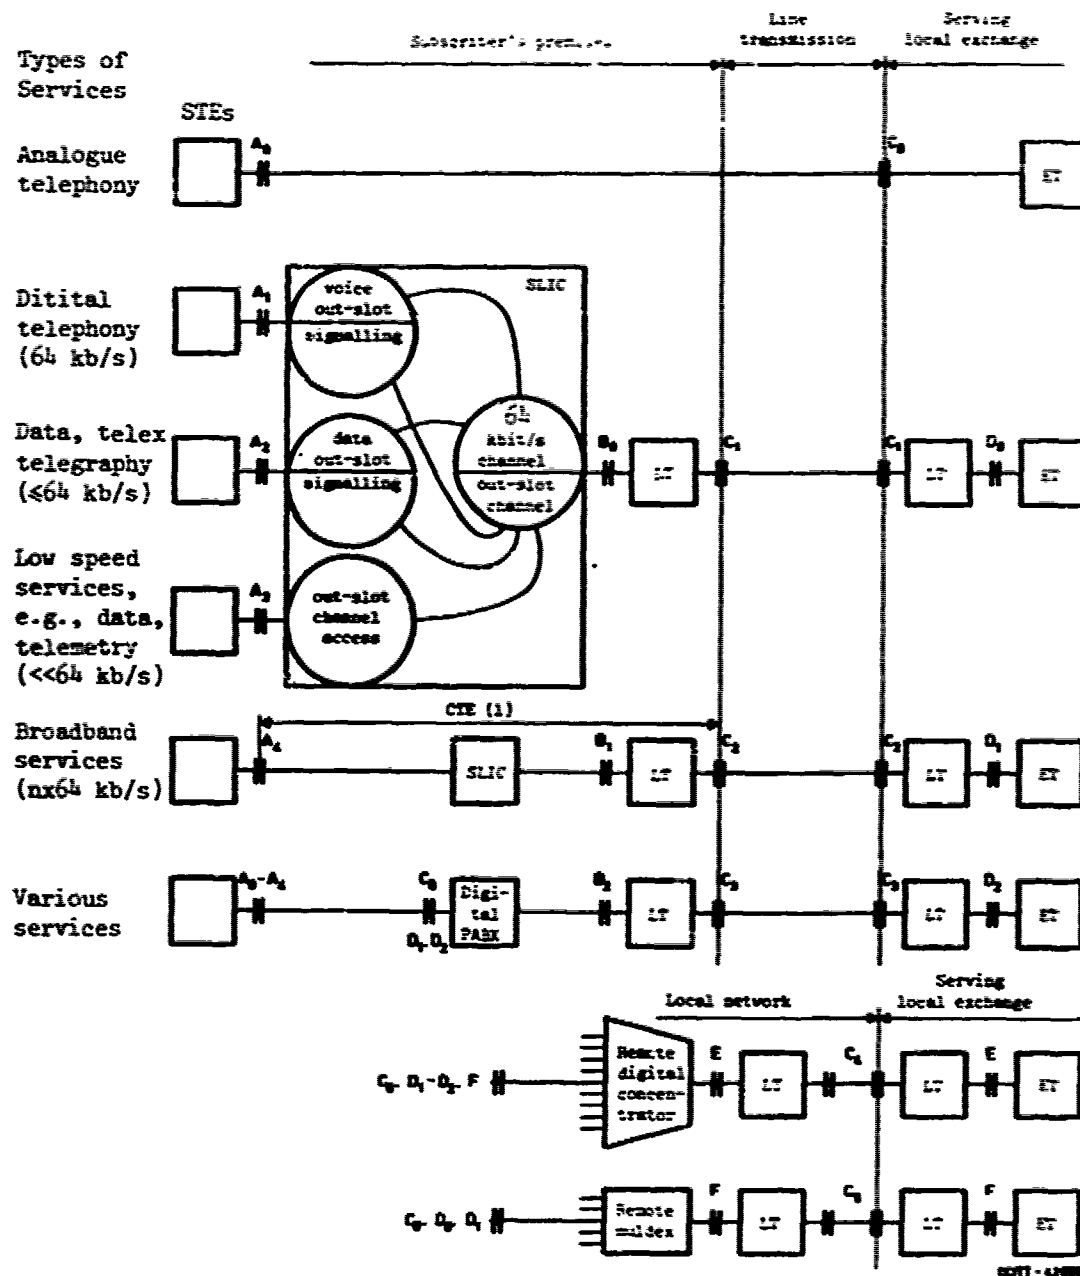 Types of
Services
STEs
Subscriber's premises
Line
transmission
Serving
local exchange
Analogue
telephony
A₀
C₀
ET
Ditital
telephony
(64 kb/s)
A₁
voice
out-slot
signalling
SLIC
Data, telex
telegraphy
(≤64 kb/s)
A₂
data
out-slot
signalling
64
kbit/s
channel
out-slot
channel
B₀
LT
C₁
C₁
LT
D₀
ET
Low speed
services,
e.g., data,
telemetry
(<<64 kb/s)
A₃
out-slot
channel
access
CTE (1)
Broadband
services
(nx64 kb/s)
A₄
SLIC
B₁
LT
C₂
C₂
LT
D₁
ET
Various
services
A₀-A₄
C₀
D₁ D₂
Digi-
tal
PABX
B₂
LT
C₃
C₃
LT
D₂
ET
Local network
Serving
local exchange
C₀- D₁-D₂- F
Remote
digital
concen-
trator
E
LT
C₄
LT
E
ET
C₀- D₀- D₁
Remote
muldex
F
LT
C₅
LT
F
ET